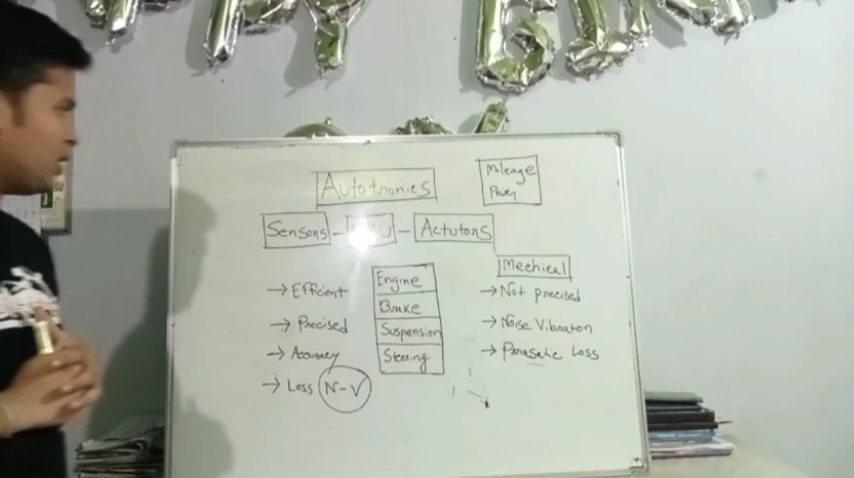 Mileage
Power
Autotronics
Sensors - - Actutors
Mechical
Engine
Brake
Suspension
Steering
→ Efficient
→ Precised
→ Accuracy
→ Less N-V
→ Not precised
→ Noise Vibration
→ Parasatic Loss